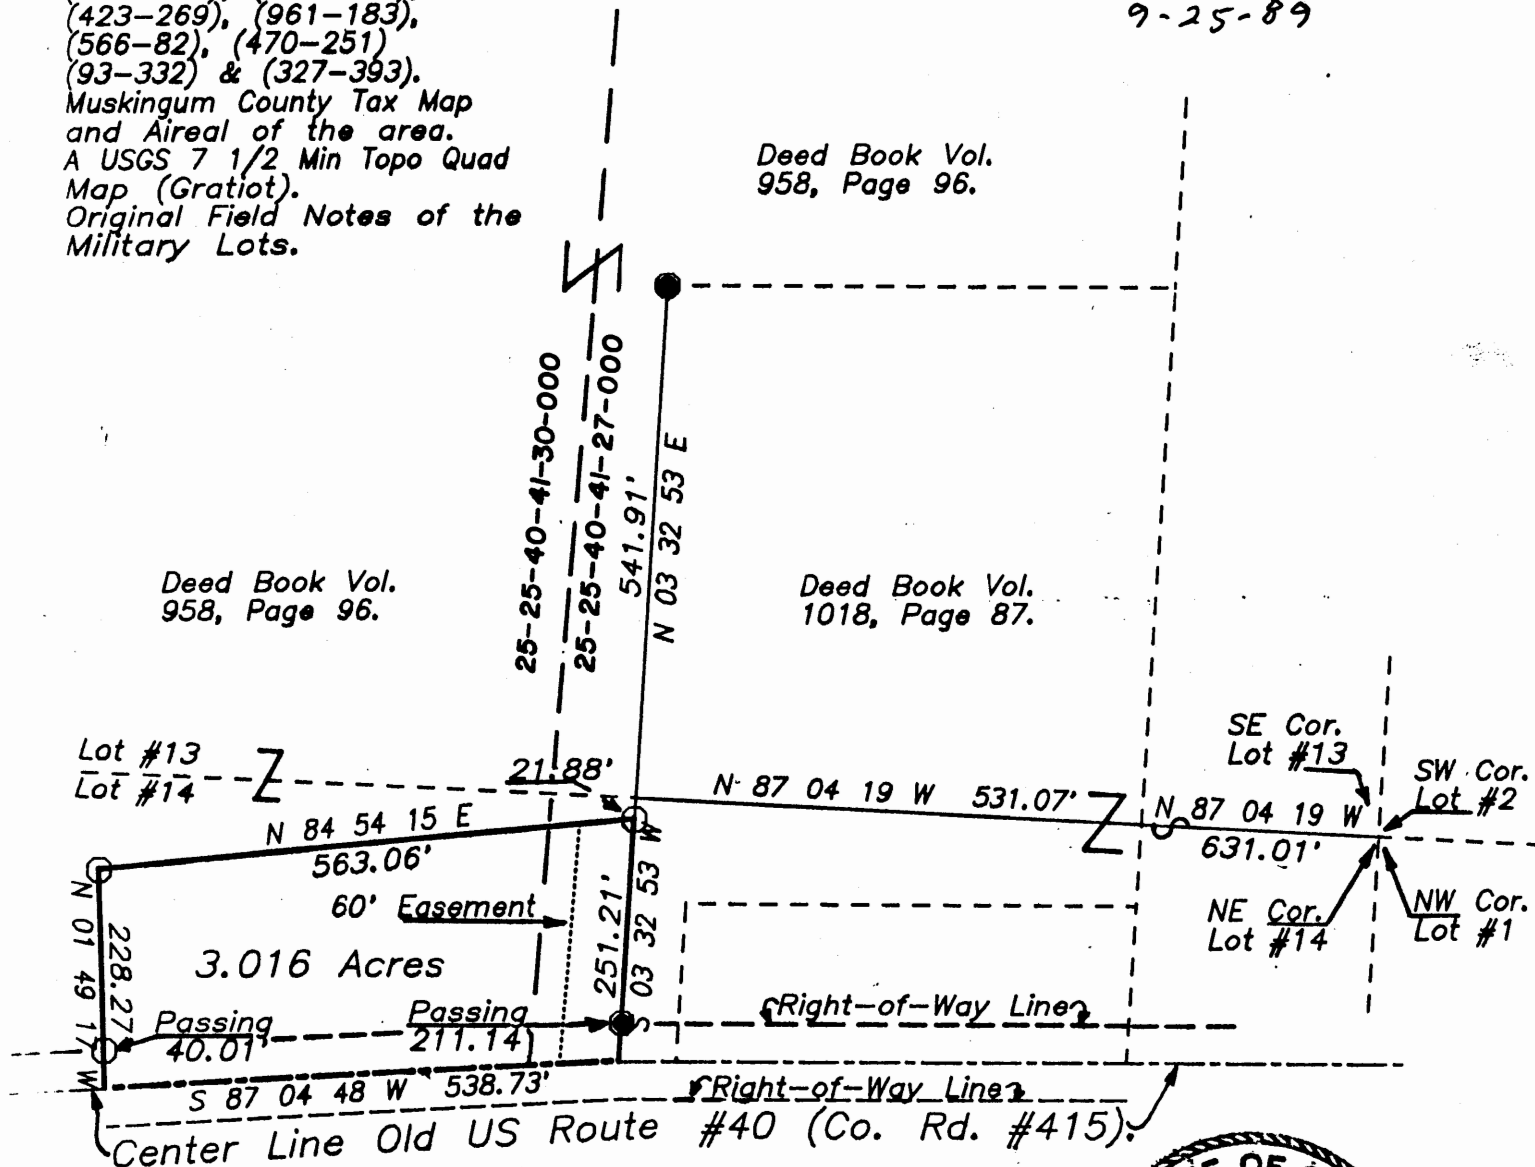 (423-269), (961-183),
(566-82), (470-251)
(93-332) & (327-393).
Muskingum County Tax Map
and Aireal of the area.
A USGS 7 1/2 Min Topo Quad
Map (Gratiot).
Original Field Notes of the
Military Lots.
9-25-89
Deed Book Vol.
958, Page 96.
25-25-40-41-30-000
25-25-40-41-27-000
541.91'
N 03 32 53 E
Deed Book Vol.
958, Page 96.
Deed Book Vol.
1018, Page 87.
Lot #13
Lot #14
21.88'
N 87 04 19 W 531.07'
N 87 04 19 W
631.01'
SE Cor.
Lot #13
SW Cor.
Lot #2
NE Cor.
Lot #14
NW Cor.
Lot #1
N 84 54 15 E
563.06'
60' Easement
3.016 Acres
N 01 49 17 W
228.27'
251.21'
S 03 32 53 W
Passing
40.01'
Passing
211.14'
Right-of-Way Line
S 87 04 48 W 538.73'
Right-of-Way Line
Center Line Old US Route #40 (Co. Rd. #415).
OF